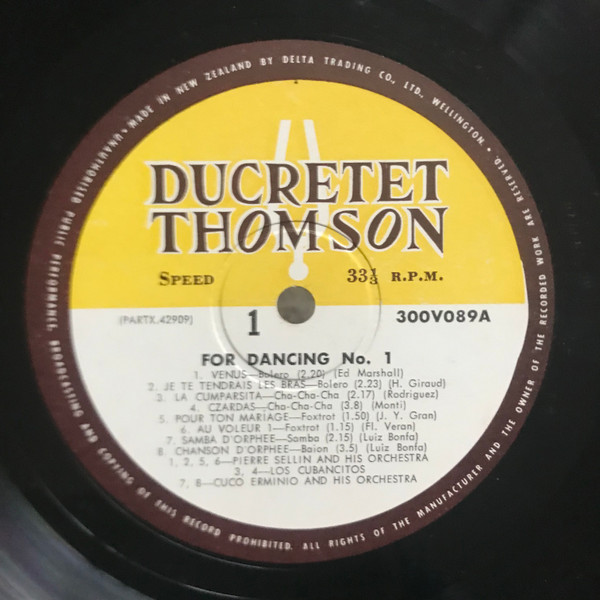 MADE IN NEW ZEALAND BY DELTA TRADING CO., LTD., WELLINGTON. • UNAUTHORISED PUBLIC PERFORMANCE, BROADCASTING AND COPYING OF THIS RECORD PROHIBITED. ALL RIGHTS OF THE MANUFACTURER AND THE OWNER OF THE RECORDED WORK ARE RESERVED. •
DUCRETET
THOMSON
SPEED 33⅓ R.P.M.
(PARTX.42909) 1 300V089A
FOR DANCING No. 1
1. VENUS—Bolero (2.20) (Ed Marshall)
2. JE TE TENDRAIS LES BRAS—Bolero (2.23) (H. Giraud)
3. LA CUMPARSITA—Cha-Cha-Cha (2.17) (Rodriguez)
4. CZARDAS—Cha-Cha-Cha (3.8) (Monti)
5. POUR TON MARIAGE—Foxtrot (1.50) (J. Y. Gran)
6. AU VOLEUR 1—Foxtrot (1.15) (Fl. Veran)
7. SAMBA D'ORPHEE—Samba (2.15) (Luiz Bonfa)
8. CHANSON D'ORPHEE—Baion (3.5) (Luiz Bonfa)
1, 2, 5, 6—PIERRE SELLIN AND HIS ORCHESTRA
3, 4—LOS CUBANCITOS
7, 8—CUCO ERMINIO AND HIS ORCHESTRA